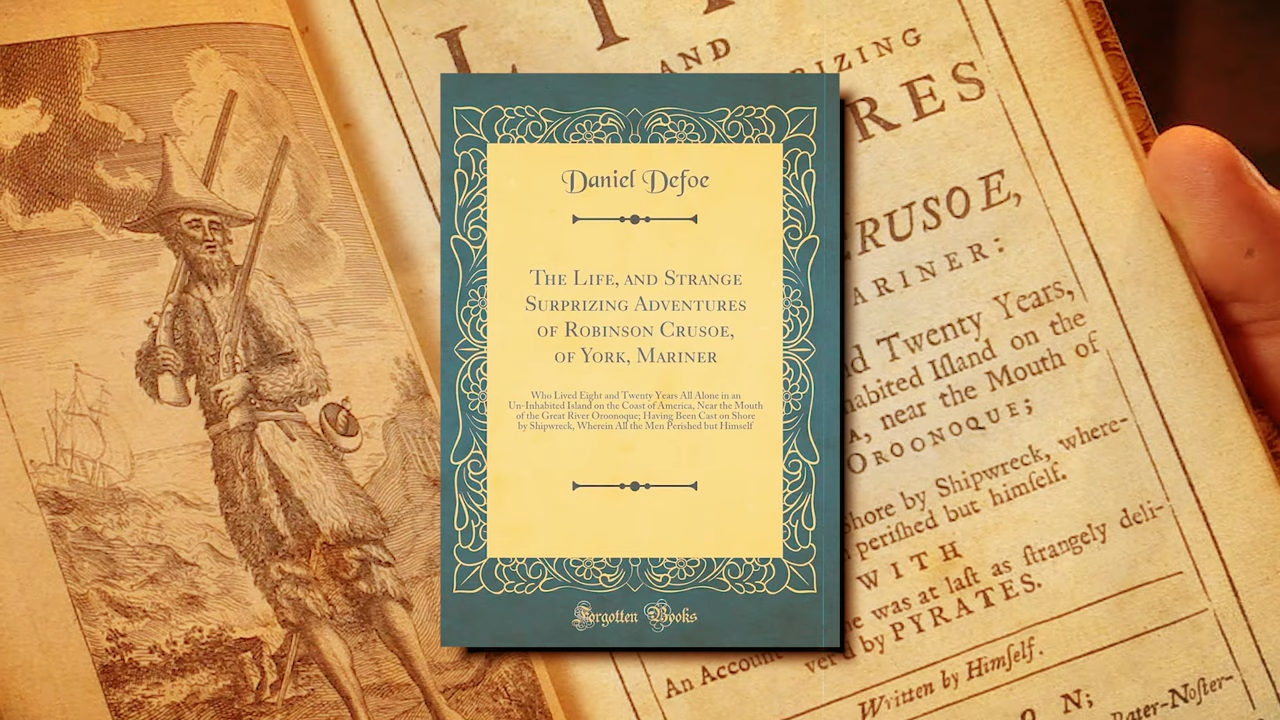 Daniel Defoe
The Life, and Strange
Surprizing Adventures
of Robinson Crusoe,
of York, Mariner
Who Lived Eight and Twenty Years All Alone in an
Un-Inhabited Island on the Coast of America, Near the Mouth
of the Great River Oroonoque; Having Been Cast on Shore
by Shipwreck, Wherein All the Men Perished but Himself
Forgotten Books
AND
RIZING
RES
RUSOE,
ARINER:
d Twenty Years,
habited Iſland on the
A, near the Mouth of
OROONOQUE;
Shore by Shipwreck, where-
periſhed but himſelf.
WITH
An Account he was at laſt as ſtrangely deli-
ver'd by PYRATES.
Written by Himſelf.
O N;
Pater-Noſter-